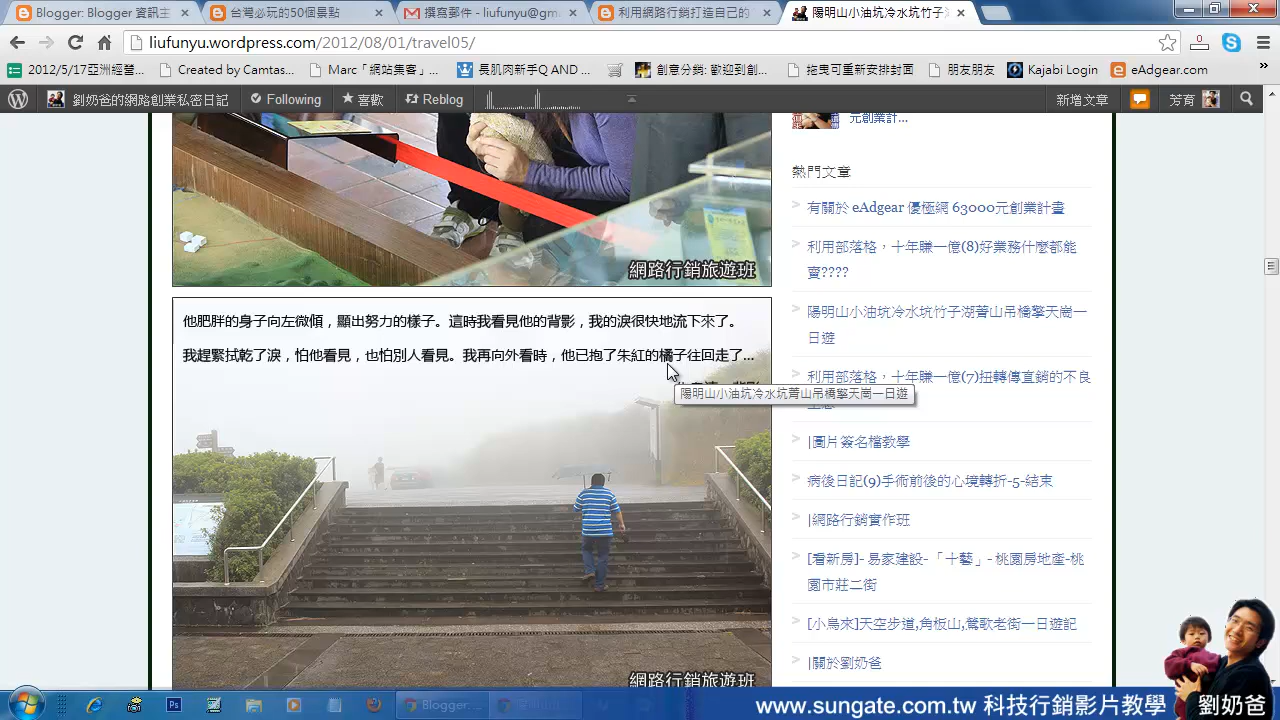 Blogger: Blogger 資訊主
台灣必玩的50個景點
撰寫郵件 - liufunyu@gm
利用網路行銷打造自己的
陽明山小油坑冷水坑竹子
liufunyu.wordpress.com/2012/08/01/travel05/
2012/5/17亞洲經營...
Created by Camtas...
Marc「網站集客」...
長肌肉新手Q AND ...
創意分銷: 歡迎到創...
拖曳可重新安排封面
朋友朋友
Kajabi Login
eAdgear.com
劉奶爸的網路創業私密日記
Following
喜歡
Reblog
新增文章
芳育
元創業計...
熱門文章
有關於 eAdgear 優極網 63000元創業計畫
利用部落格，十年賺一億(8)好業務什麼都能
賣????
陽明山小油坑冷水坑竹子湖菁山吊橋擎天崗一
日遊
利用部落格，十年賺一億(7)扭轉傳直銷的不良
|圖片簽名檔教學
病後日記(9)手術前後的心境轉折-5-結束
|網路行銷實作班
[看新房]- 易家建設-「十藝」- 桃園房地產-桃
園市莊二街
[小烏來]天空步道,角板山,鶯歌老街一日遊記
|關於劉奶爸
網路行銷旅遊班
他肥胖的身子向左微傾，顯出努力的樣子。這時我看見他的背影，我的淚很快地流下來了。
我趕緊拭乾了淚，怕他看見，也怕別人看見。我再向外看時，他已抱了朱紅的橘子往回走了...
陽明山小油坑冷水坑菁山吊橋擎天崗一日遊
網路行銷旅遊班
Blogger...
www.sungate.com.tw 科技行銷影片教學
劉奶爸